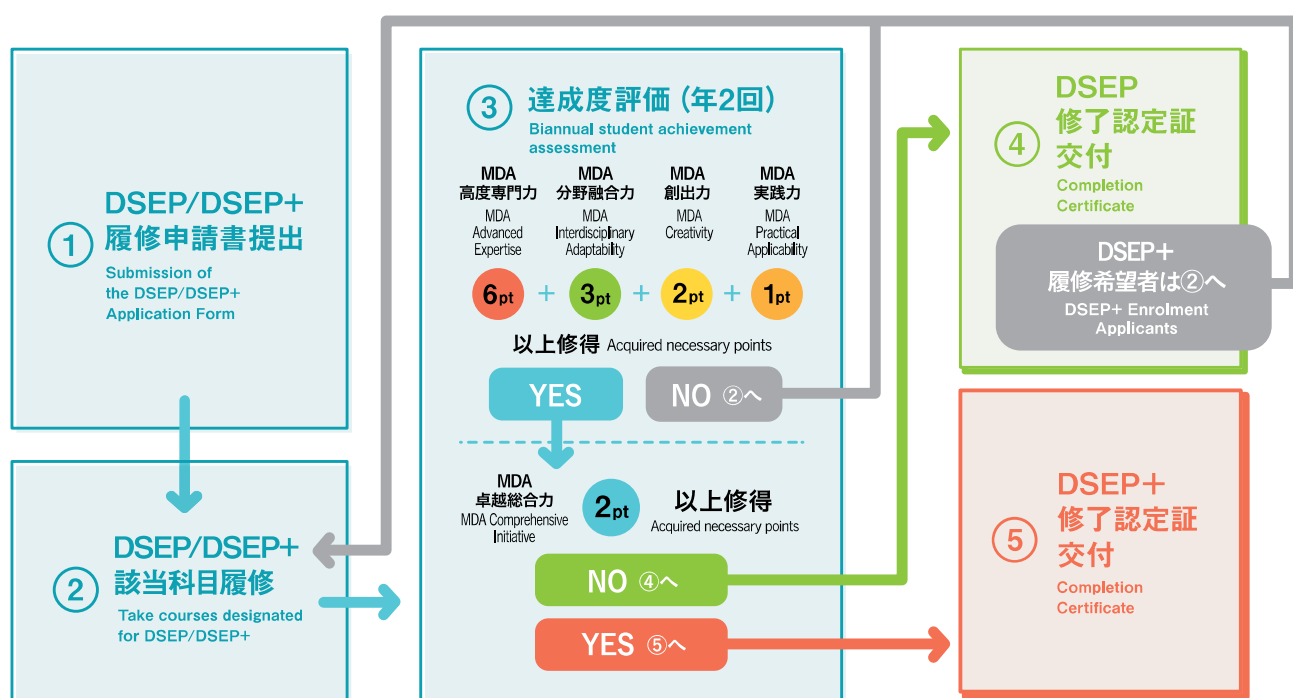 ①
DSEP/DSEP+
履修申請書提出
Submission of
the DSEP/DSEP+
Application Form
②
DSEP/DSEP+
該当科目履修
Take courses designated
for DSEP/DSEP+
③
達成度評価（年2回）
Biannual student achievement
assessment
MDA
高度専門力
MDA
Advanced
Expertise
6pt
+
MDA
分野融合力
MDA
Interdisciplinary
Adaptability
3pt
+
MDA
創出力
MDA
Creativity
2pt
+
MDA
実践力
MDA
Practical
Applicability
1pt
以上修得 Acquired necessary points
YES
NO ②へ
MDA
卓越総合力
MDA Comprehensive
Initiative
2pt
以上修得
Acquired necessary points
NO ④へ
YES ⑤へ
④
DSEP
修了認定証
交付
Completion
Certificate
DSEP+
履修希望者は②へ
DSEP+ Enrolment
Applicants
⑤
DSEP+
修了認定証
交付
Completion
Certificate